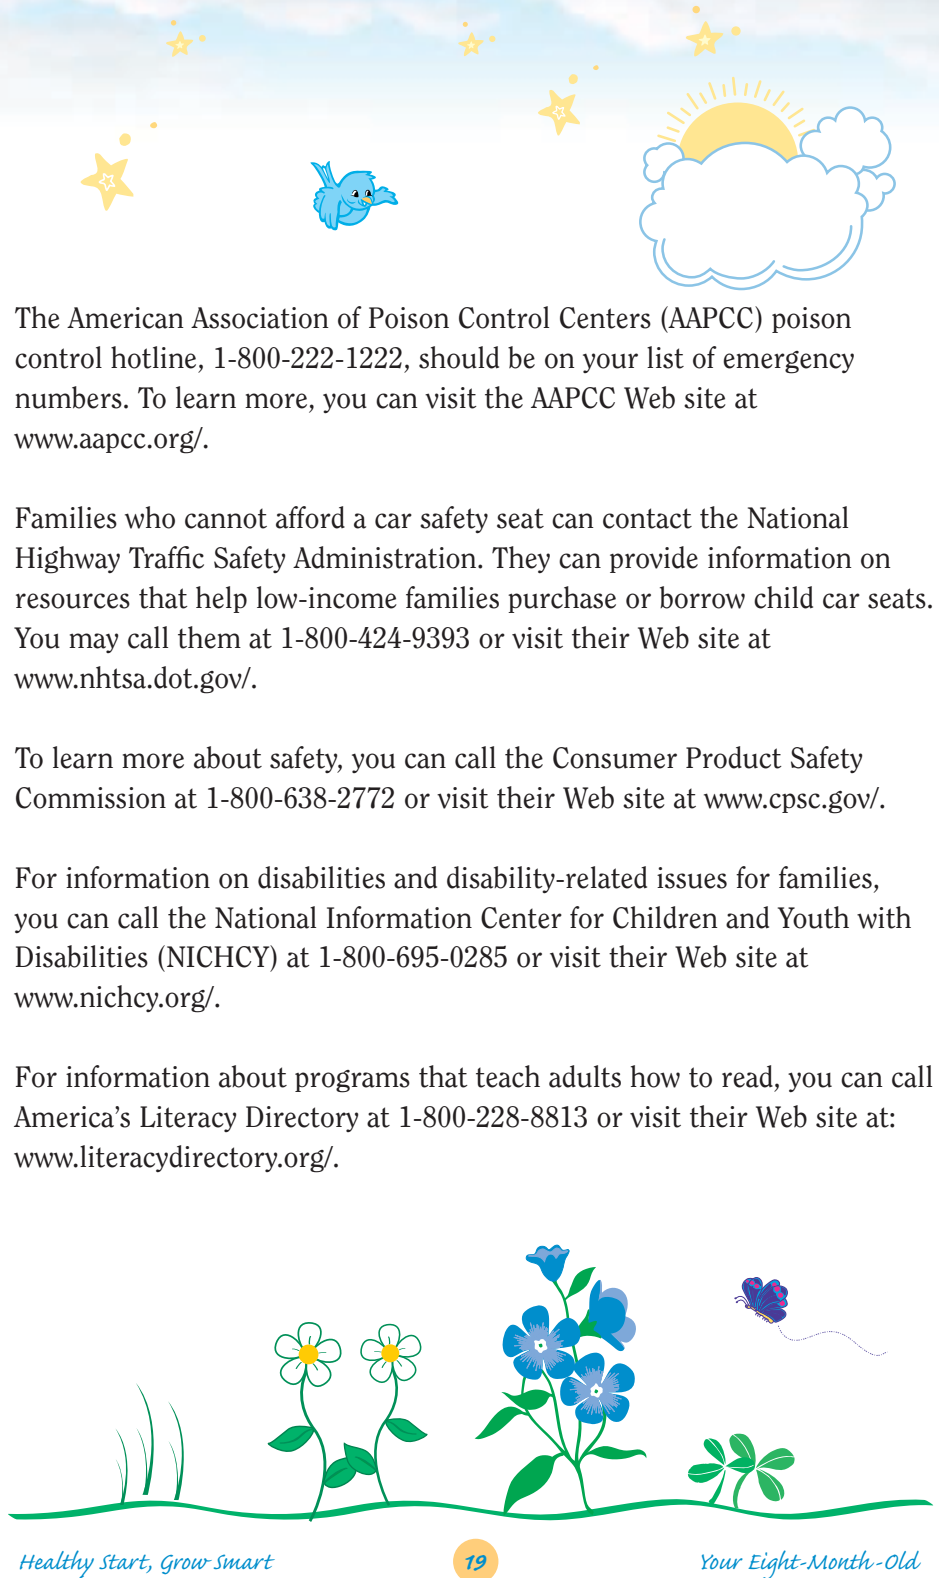 The American Association of Poison Control Centers (AAPCC) poison
control hotline, 1-800-222-1222, should be on your list of emergency
numbers. To learn more, you can visit the AAPCC Web site at
www.aapcc.org/.
Families who cannot afford a car safety seat can contact the National
Highway Traffic Safety Administration. They can provide information on
resources that help low-income families purchase or borrow child car seats.
You may call them at 1-800-424-9393 or visit their Web site at
www.nhtsa.dot.gov/.
To learn more about safety, you can call the Consumer Product Safety
Commission at 1-800-638-2772 or visit their Web site at www.cpsc.gov/.
For information on disabilities and disability-related issues for families,
you can call the National Information Center for Children and Youth with
Disabilities (NICHCY) at 1-800-695-0285 or visit their Web site at
www.nichcy.org/.
For information about programs that teach adults how to read, you can call
America's Literacy Directory at 1-800-228-8813 or visit their Web site at:
www.literacydirectory.org/.
Healthy Start, Grow Smart
19
Your Eight-Month-Old